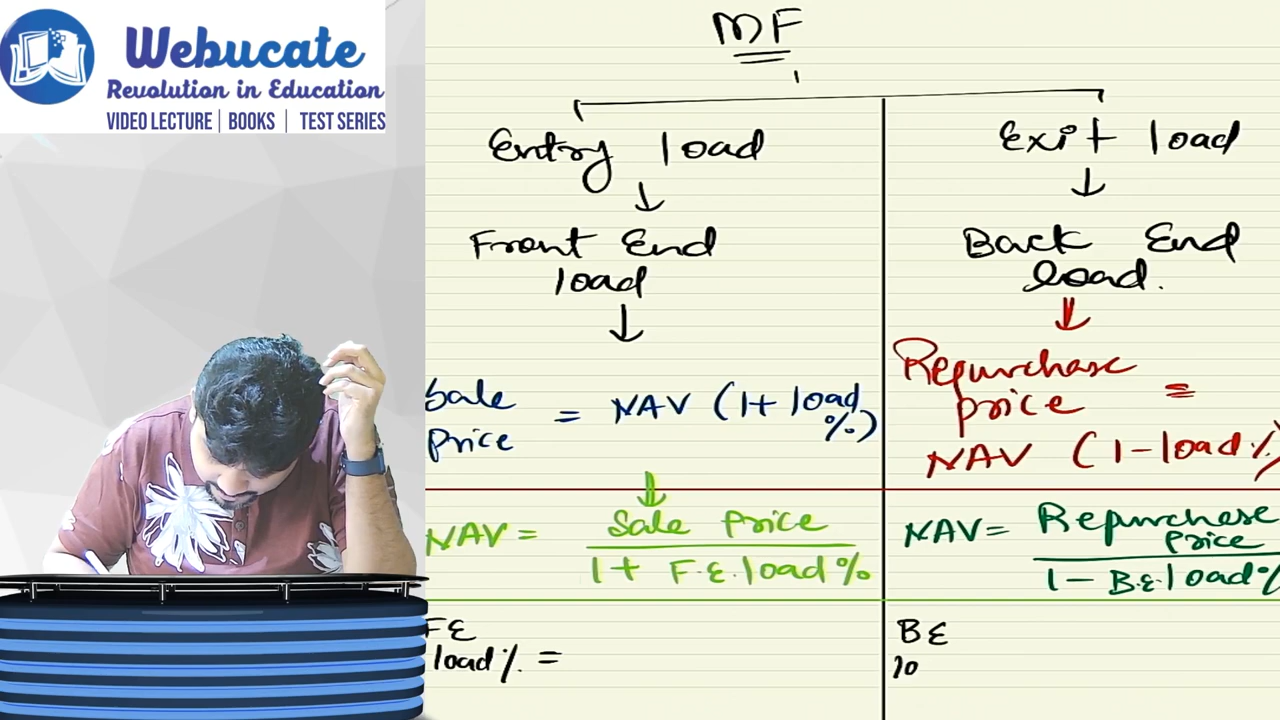 Webucate
Revolution in Education
VIDEO LECTURE | BOOKS | TEST SERIES
MF
Entry load
Front End
load
Sale
Price
= NAV (1+ load
%)
NAV = Sale Price
1+ F.E. load%
FE
load% =
Exit load
Back End
load.
Repurchase
price =
NAV (1-load%)
NAV= Repurchase
price
1- B.E. load%
BE
lo